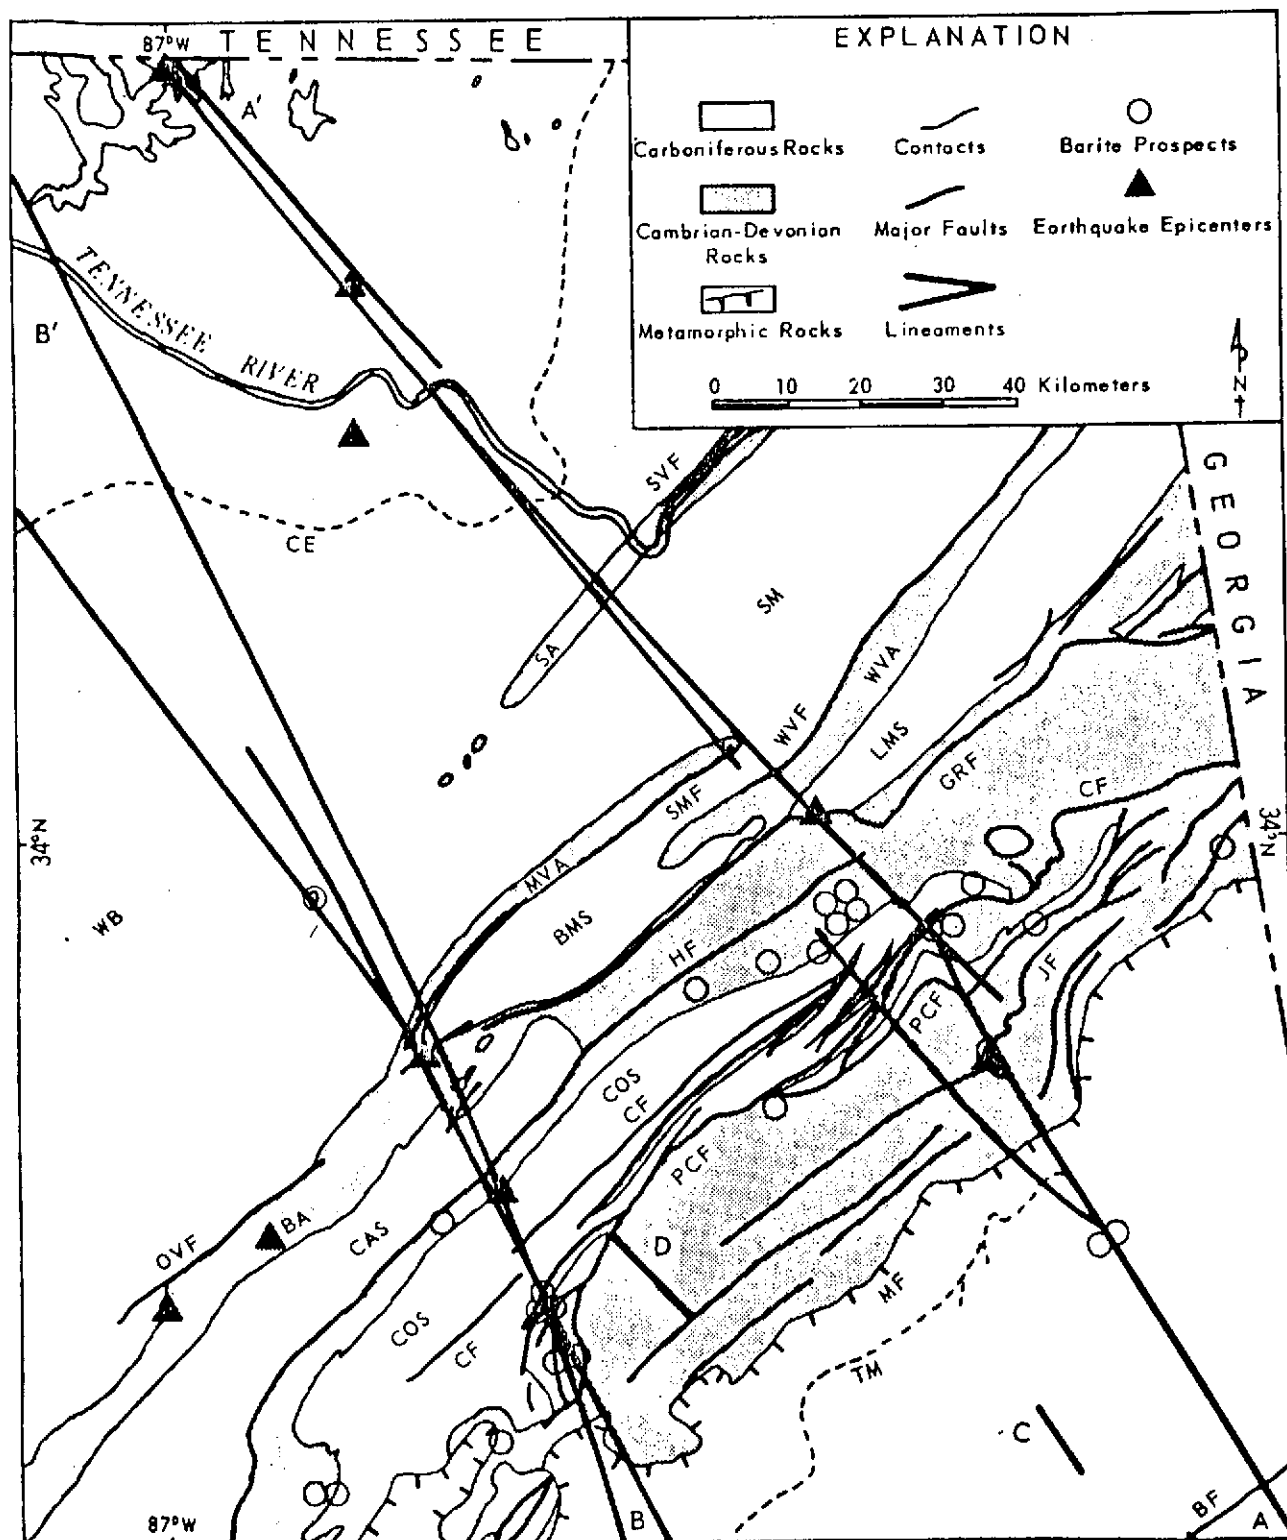 87°W TENNESSEE
A'
B'
TENNESSEE RIVER
EXPLANATION
Carboniferous Rocks
Contacts
Barite Prospects
Cambrian-Devonian
Rocks
Major Faults
Earthquake Epicenters
Metamorphic Rocks
Lineaments
0 10 20 30 40 Kilometers
N
GEORGIA
SVF
CE
SM
SA
WVA
WVF
LMS
SMF
GRF
CF
34°N
34°N
MVA
WB
BMS
HF
JF
PCF
COS
CF
PCF
D
BA
OVF
CAS
MF
COS
CF
TM
C
BF
87°W
B
A